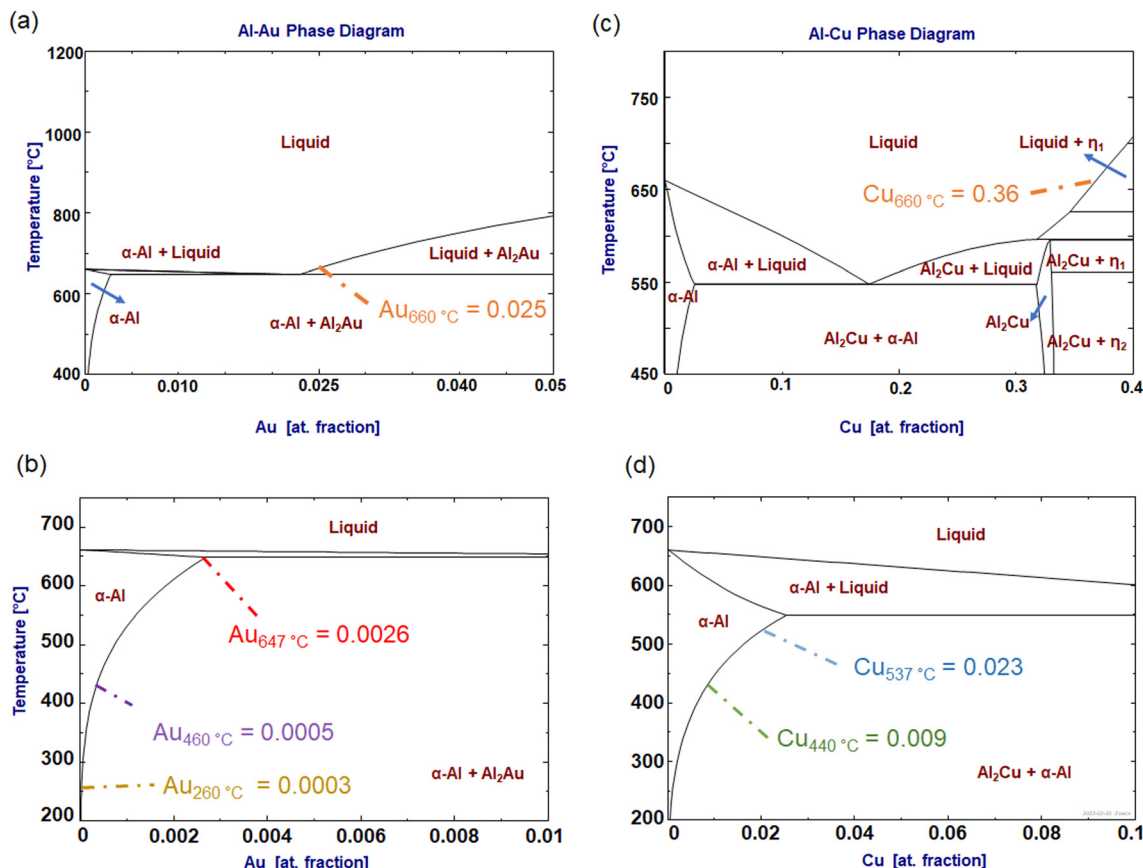 (a)
Al-Au Phase Diagram
1200
1000
800
600
400
Temperature [°C]
Liquid
α-Al + Liquid
Liquid + Al₂Au
α-Al
α-Al + Al₂Au
Au₆₆₀ °C = 0.025
0
0.010
0.025
0.040
0.05
Au [at. fraction]
(c)
Al-Cu Phase Diagram
750
650
550
450
Temperature [°C]
Liquid
Liquid + η₁
Cu₆₆₀ °C = 0.36
α-Al + Liquid
Al₂Cu + Liquid
Al₂Cu + η₁
α-Al
Al₂Cu
Al₂Cu + α-Al
Al₂Cu + η₂
0
0.1
0.2
0.3
0.4
Cu [at. fraction]
(b)
700
600
500
400
300
200
Temperature [°C]
Liquid
α-Al
Au₆₄₇ °C = 0.0026
Au₄₆₀ °C = 0.0005
Au₂₆₀ °C = 0.0003
α-Al + Al₂Au
0
0.002
0.004
0.006
0.008
0.01
Au [at. fraction]
(d)
700
600
500
400
300
200
Temperature [°C]
Liquid
α-Al + Liquid
α-Al
Cu₅₃₇ °C = 0.023
Cu₄₄₀ °C = 0.009
Al₂Cu + α-Al
0
0.02
0.04
0.06
0.08
0.1
Cu [at. fraction]